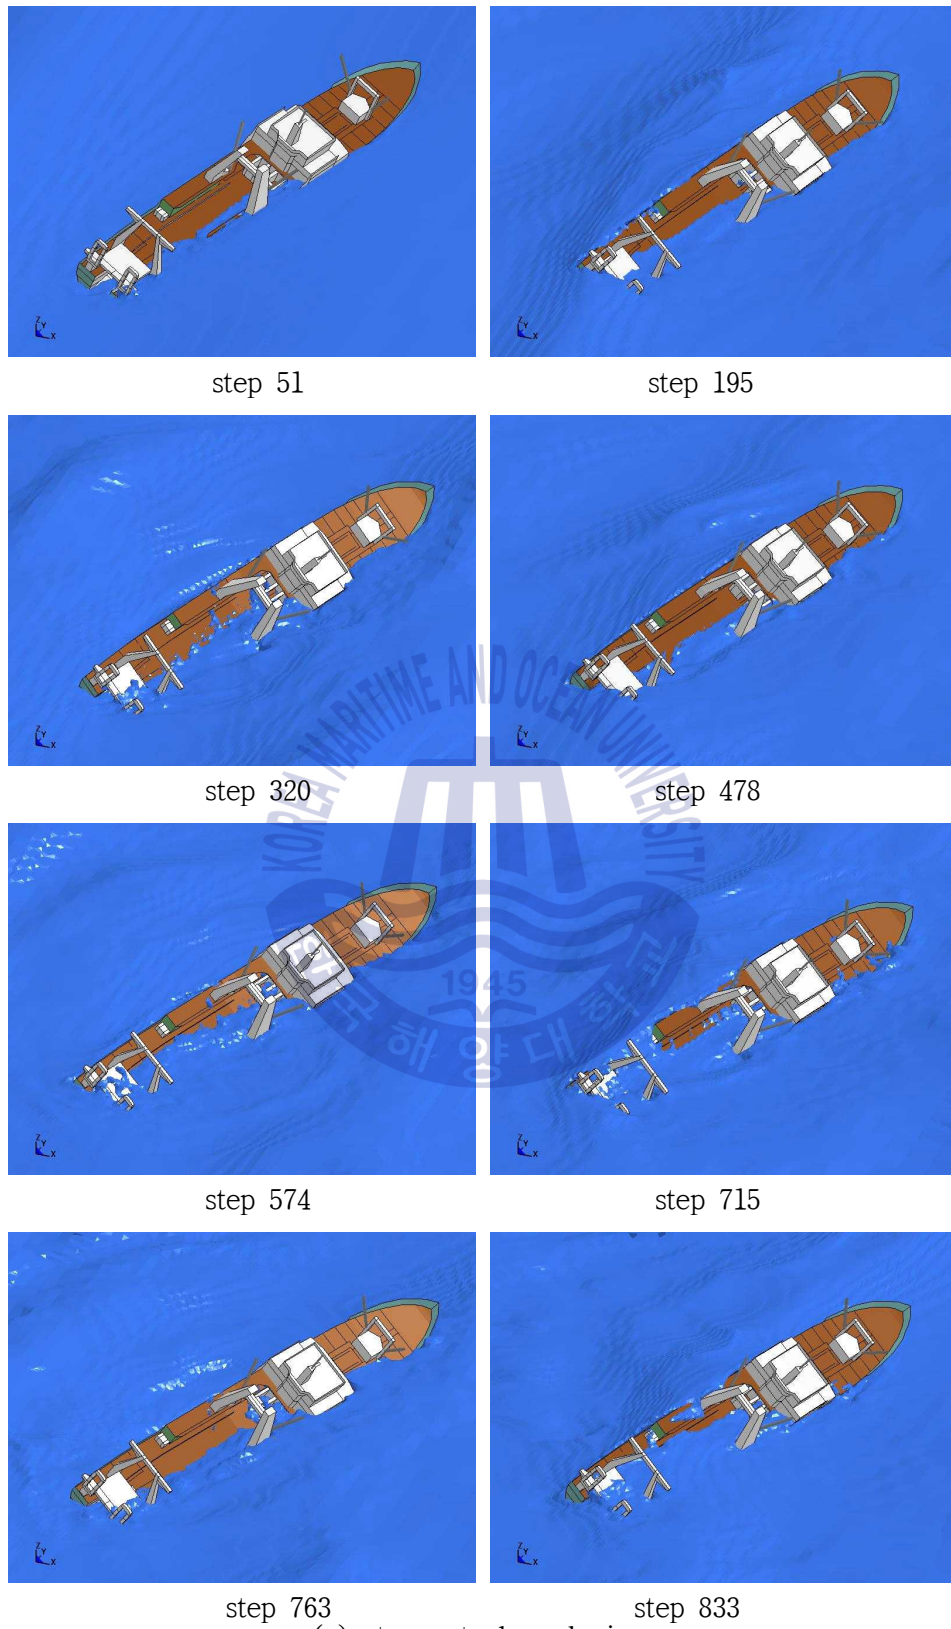 step 51
step 195
step 320
step 478
KOREA MARITIME AND OCEAN UNIVERSITY
1945
한국해양대학교
step 574
step 715
step 763
step 833